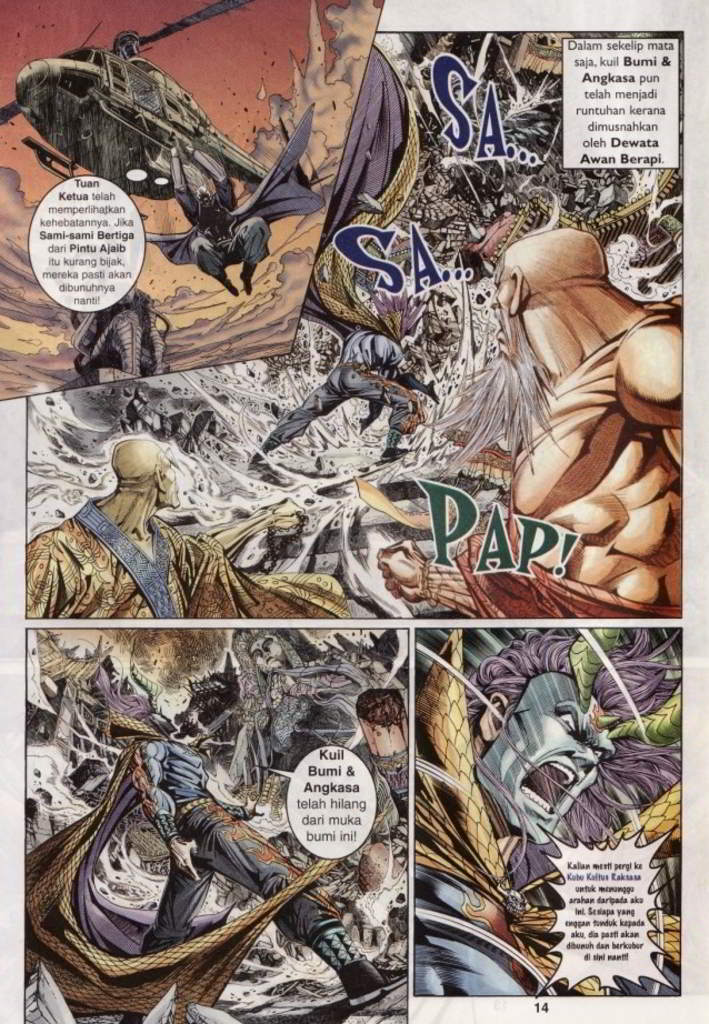 Tuan
Ketua telah
memperlihatkan
kehebatannya. Jika
Sami-sami Bertiga
dari Pintu Ajaib
itu kurang bijak,
mereka pasti akan
dibunuhnya
nanti!
Dalam sekelip mata
saja, kuil Bumi &
Angkasa pun
telah menjadi
runtuhan kerana
dimusnahkan
oleh Dewata
Awan Berapi.
SA...
SA...
PAP!
Kuil
Bumi &
Angkasa
telah hilang
dari muka
bumi ini!
Kalian mesti pergi ke
Kubu Kultus Raksasa
untuk menunggu
arahan daripada aku
ini. Sesiapa yang
enggan tunduk kepada
aku, dia pasti akan
dibunuh dan berkubur
di sini nanti!
14